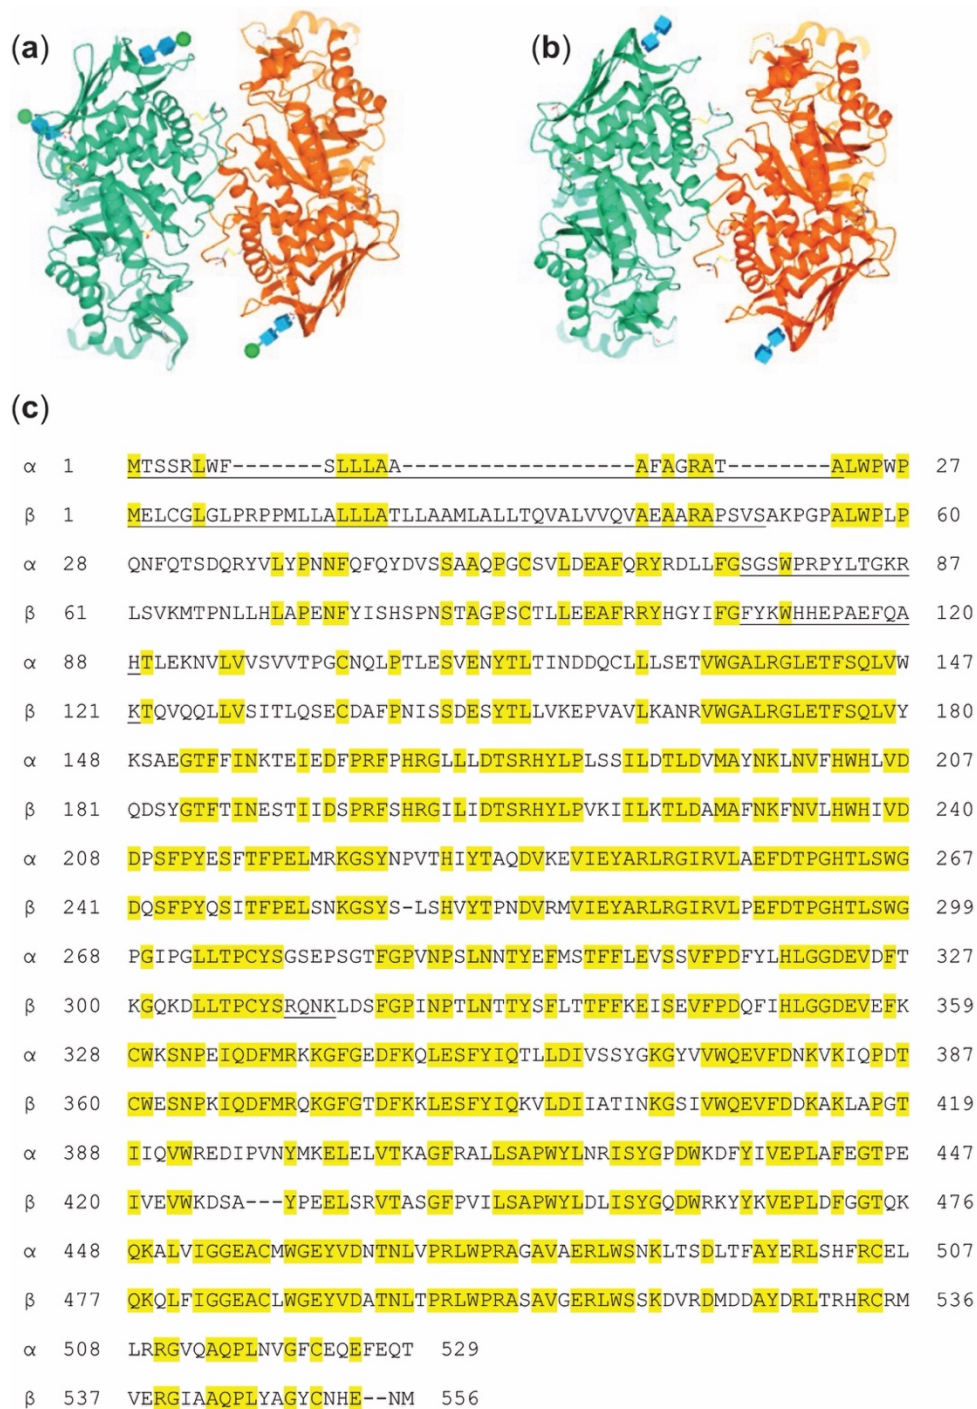 (a)
(b)
(c)
α 1 MTSSRLWF-------SLLLAA------------------AFAGRAT--------ALWPWP 27
β 1 MELCGLGLPRPPMLLALLLATLLAAMLALLTQVALVVQVAEAARAPSVSAKPGPALWPLP 60
α 28 QNFQTSDQRYVLYPNNFQFQYDVSSAAQPGCSVLDEAFQRYRDLLFGSGSWPRPYLTGKR 87
β 61 LSVKMTPNLLHLAPENFYISHSPNSTAGPSCTLLEEAFRRYHGYIFGFYKWHHEPAEFQA 120
α 88 HTLEKNVLVVSVVTPGCNQLPTLESVENYTLTINDDQCLLLSETVWGALRGLETFSQLVW 147
β 121 KTQVQQLLVSITLQSECDAFPNISSDESYTLLVKEPVAVLKANRVWGALRGLETFSQLVY 180
α 148 KSAEGTFFINKTEIEDFPRFPHRGLLLDTSRHYLPLSSILDTLDVMAYNKLNVFHWHLVD 207
β 181 QDSYGTFTINESTIIDSPRFSHRGILIDTSRHYLPVKIILKTLDAMAFNKFNVLHWHIVD 240
α 208 DPSFPYESFTFPELMRKGSYNPVTHIYTAQDVKEVIEYARLRGIRVLAEFDTPGHTLSWG 267
β 241 DQSFPYQSITFPELSNKGSYS-LSHVYTPNDVRMVIEYARLRGIRVLPEFDTPGHTLSWG 299
α 268 PGIPGLLTPCYSGSEPSGTFGPVNPSLNNTYEFMSTFFLEVSSVFPDFYLHLGGDEVDFT 327
β 300 KGQKDLLTPCYSRQNKLDSFGPINPTLNTTYSFLTTFFKEISEVFPDQFIHLGGDEVEFK 359
α 328 CWKSNPEIQDFMRKKGFGEDFKQLESFYIQTLLDIVSSYGKGYVVWQEVFDNKVKIQPDT 387
β 360 CWESNPKIQDFMRQKGFGTDFKKLESFYIQKVLDIIATINKGSIVWQEVFDDKAKLAPGT 419
α 388 IIQVWREDIPVNYMKELELVTKAGFRALLSAPWYLNRISYGPDWKDFYIVEPLAFEGTPE 447
β 420 IVEVWKDSA---YPEELSRVTASGFPVILSAPWYLDLISYGQDWRKYYKVEPLDFGGTQK 476
α 448 QKALVIGGEACMWGEYVDNTNLVPRLWPRAGAVAERLWSNKLTSDLTFAYERLSHFRCEL 507
β 477 QKQLFIGGEACLWGEYVDATNLTPRLWPRASAVGERLWSSKDVRDMDDAYDRLTRHRCRM 536
α 508 LRRGVQAQPLNVGFCEQEFEQT 529
β 537 VERGIAAQPLYAGYCNHE--NM 556